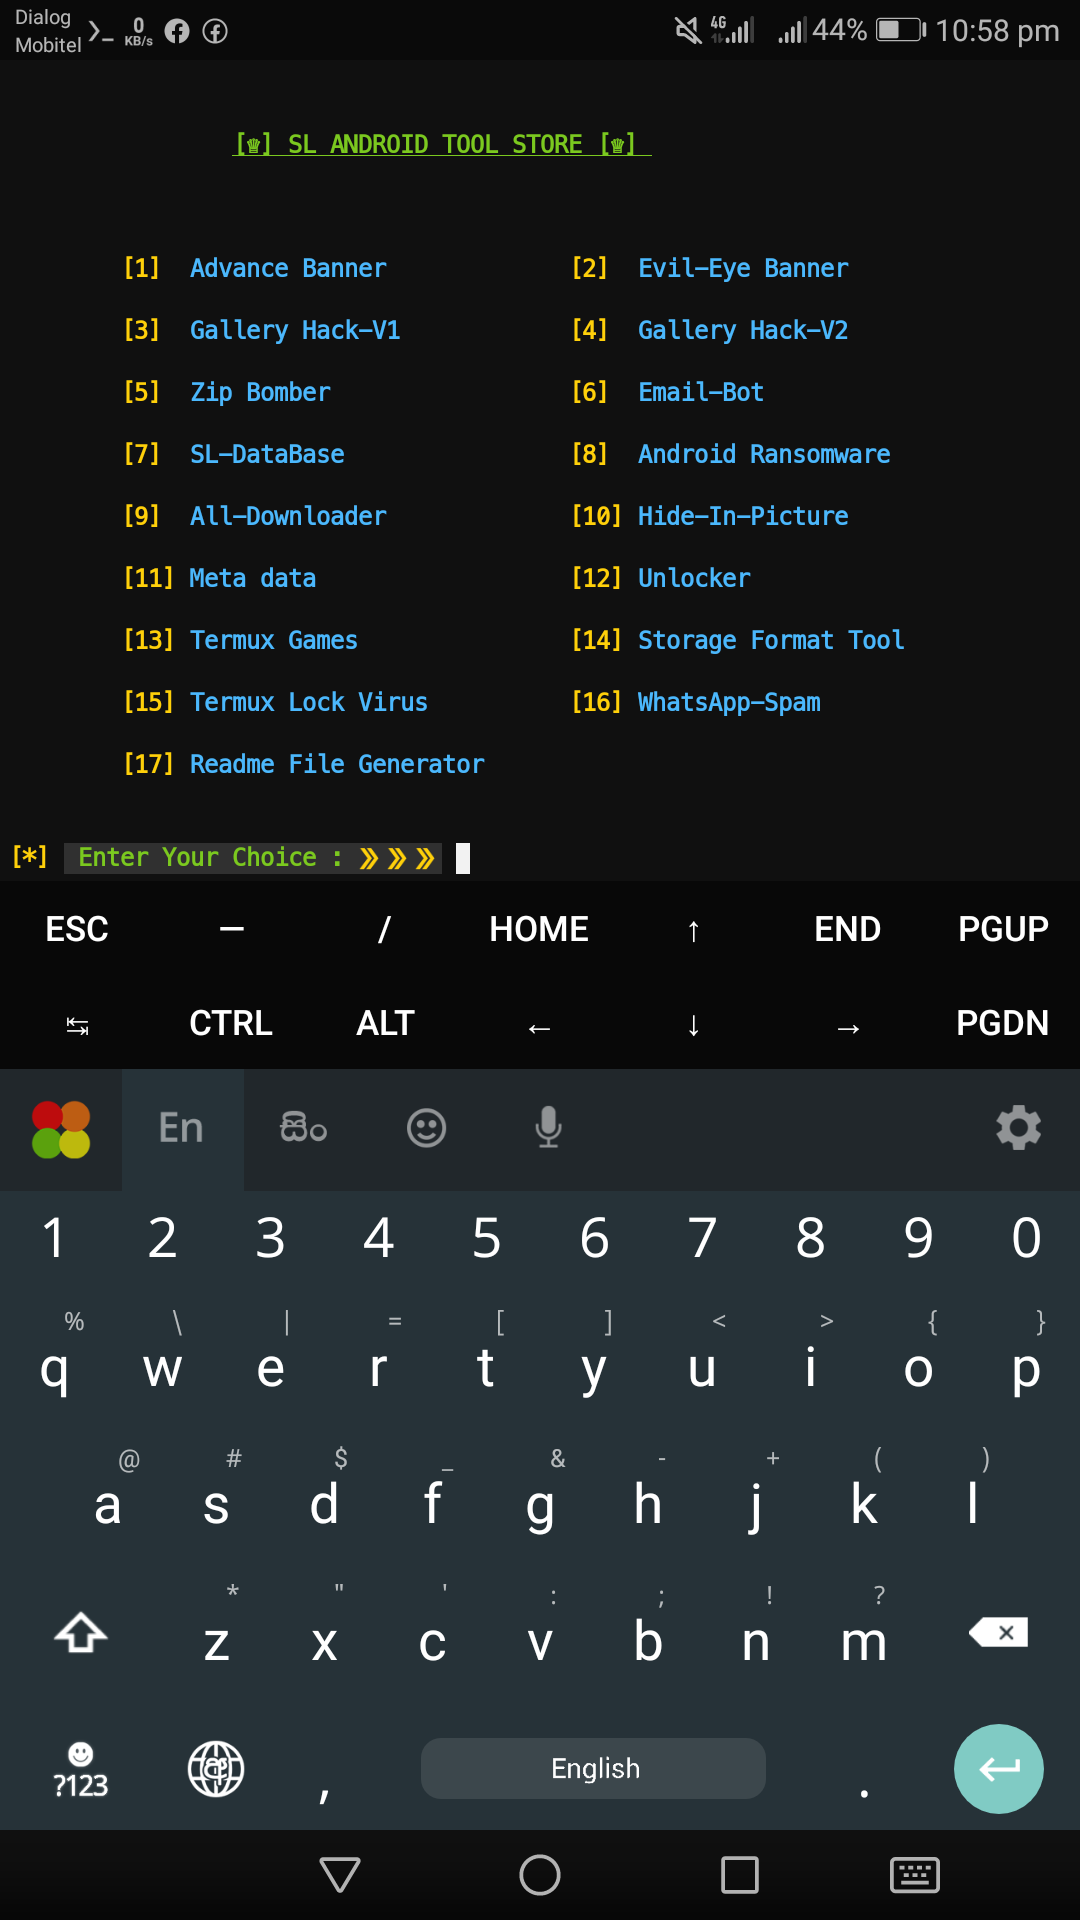 Dialog
Mobitel
0
KB/s
4G
44%
10:58 pm
[♛] SL ANDROID TOOL STORE [♛]
[1] Advance Banner [2] Evil-Eye Banner
[3] Gallery Hack-V1 [4] Gallery Hack-V2
[5] Zip Bomber [6] Email-Bot
[7] SL-DataBase [8] Android Ransomware
[9] All-Downloader [10] Hide-In-Picture
[11] Meta data [12] Unlocker
[13] Termux Games [14] Storage Format Tool
[15] Termux Lock Virus [16] WhatsApp-Spam
[17] Readme File Generator
[*] Enter Your Choice : ❯❯❯
ESC — / HOME ↑ END PGUP
↹ CTRL ALT ← ↓ → PGDN
En සිං
1 2 3 4 5 6 7 8 9 0
% \ | = [ ] < > { }
q w e r t y u i o p
@ # $ _ & - + ( )
a s d f g h j k l
* " ' : ; ! ?
z x c v b n m
?123 , English .